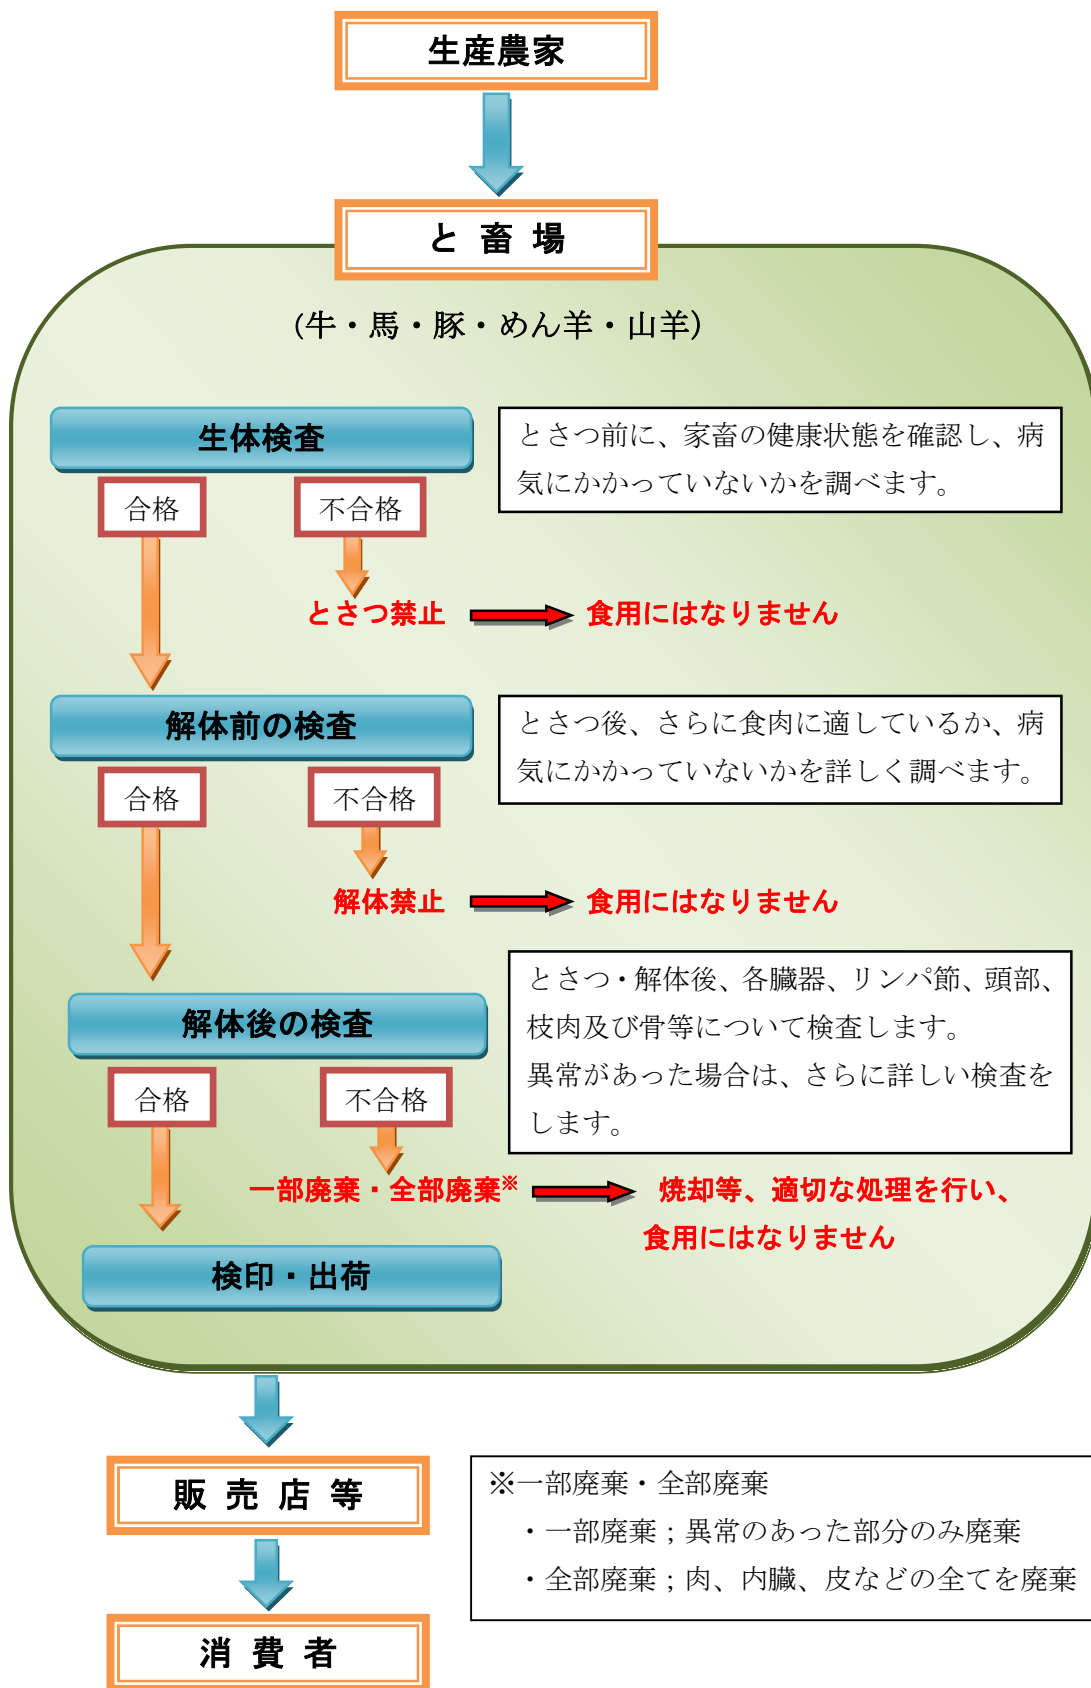 生産農家
と 畜 場
(牛・馬・豚・めん羊・山羊)
生体検査
とさつ前に、家畜の健康状態を確認し、病
気にかかっていないかを調べます。
合格
不合格
とさつ禁止
食用にはなりません
解体前の検査
とさつ後、さらに食肉に適しているか、病
気にかかっていないかを詳しく調べます。
合格
不合格
解体禁止
食用にはなりません
解体後の検査
とさつ・解体後、各臓器、リンパ節、頭部、
枝肉及び骨等について検査します。
異常があった場合は、さらに詳しい検査を
します。
合格
不合格
一部廃棄・全部廃棄※
焼却等、適切な処理を行い、
食用にはなりません
検印・出荷
販 売 店 等
※一部廃棄・全部廃棄
・一部廃棄；異常のあった部分のみ廃棄
・全部廃棄；肉、内臓、皮などの全てを廃棄
消 費 者